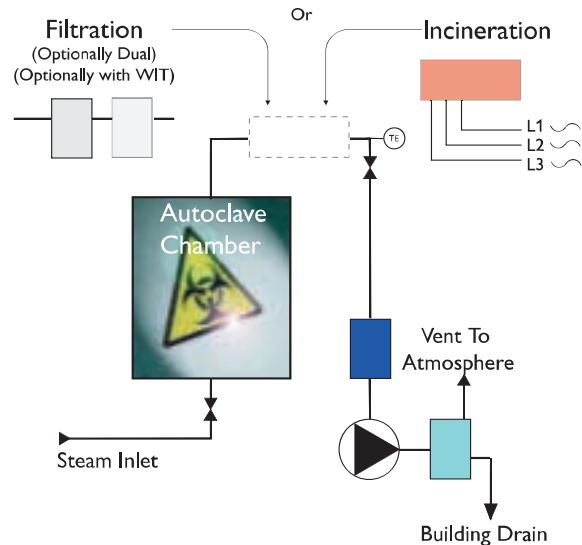 Filtration
(Optionally Dual)
(Optionally with WIT)
Or
Incineration
L1
L2
L3
TE
Autoclave
Chamber
Vent To
Atmosphere
Steam Inlet
Building Drain